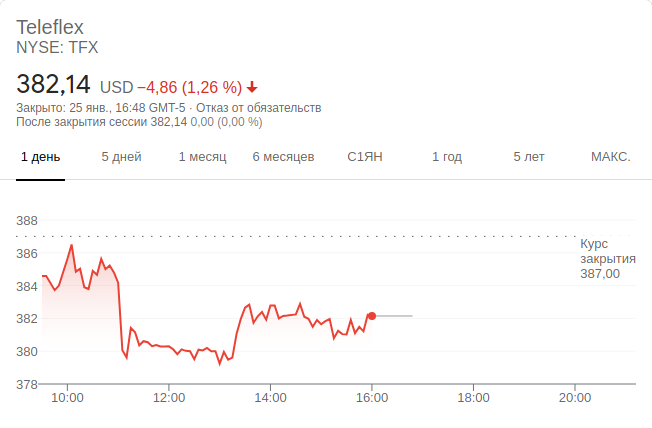 Teleflex
NYSE: TFX
382,14 USD −4,86 (1,26 %)
Закрыто: 25 янв., 16:48 GMT-5 · Отказ от обязательств
После закрытия сессии 382,14 0,00 (0,00 %)
1 день 5 дней 1 месяц 6 месяцев С1ЯН 1 год 5 лет МАКС.
388
Курс
386
закрытия
387,00
384
382
380
378
10:00 12:00 14:00 16:00 18:00 20:00